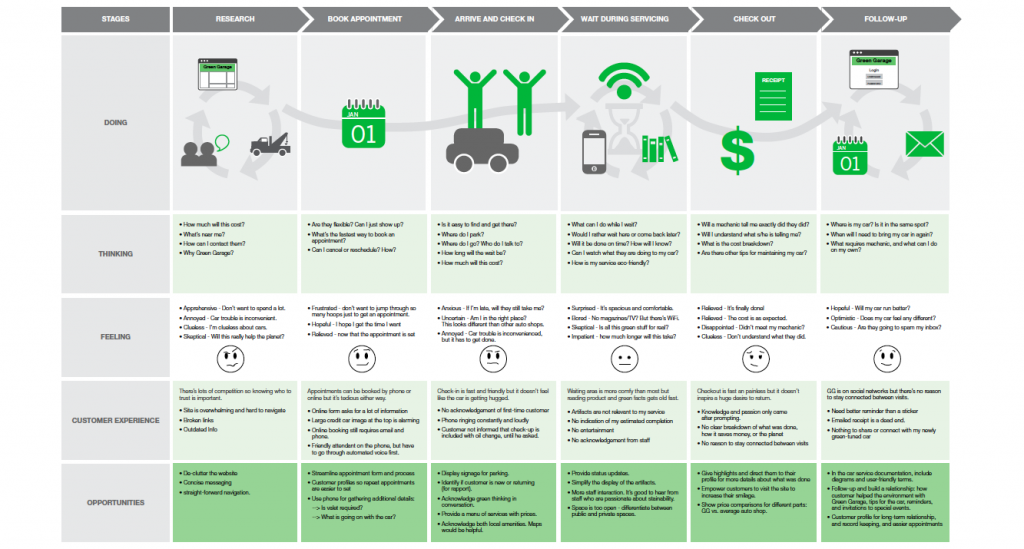 STAGES
RESEARCH
BOOK APPOINTMENT
ARRIVE AND CHECK IN
WAIT DURING SERVICING
CHECK OUT
FOLLOW-UP
DOING
Green Garage
JAN
01
RECEIPT
$
Green Garage
Login
JAN
01
THINKING
• How much will this cost?
• What's near me?
• How can I contact them?
• Why Green Garage?
• Are they flexible? Can I just show up?
• What's the fastest way to book an
appointment?
• Can I cancal or reschedule? How?
• Is it easy to find and get there?
• Where do I park?
• Where do I go? Who do I talk to?
• How long will the wait be?
• How much will this cost?
• What can I do while I wait?
• Would I rather wait here or come back later?
• Will it be done on time? How will I know?
• Can I watch what they are doing to my car?
• How is my service eco-friendly?
• Will a mechanic tell me exactly did they did?
• Will I understand what s/he is telling me?
• What is the cost breakdown?
• Are there other tips for maintaining my car?
• Where is my car? Is it in the same spot?
• When will I need to bring my car in again?
• What requires mechanic, and what can I do
on my own?
FEELING
• Apprehensive - Don't want to spend a lot.
• Annoyed - Car trouble is inconvenient.
• Clueless - I'm clueless about cars.
• Skeptical - Will this really help the planet?
• Frustrated - don't want to jump through so
many hoops just to get an appointment.
• Hopeful - I hope I got the time I want
• Relieved - now that the appointment is set
• Anxious - If I'm late, will they still take me?
• Uncertain - Am I in the right place?
This looks different than other auto shops.
• Annoyed - Car trouble is inconvenienced,
but it has to get done.
• Surprised - It's spacious and comfortable.
• Bored - No magazines/TV? But there's WiFi.
• Skeptical - Is all this green stuff for real?
• Impatient - how much longer will this take?
• Relieved - It's finally done!
• Relieved - The cost is as expected.
• Disappointed - Didn't meet my mechanic?
• Clueless - Don't understand what they did.
• Hopeful - Will my car run better?
• Optimistic - Does my car feel any different?
• Cautious - Are they going to spam my inbox?
CUSTOMER EXPERIENCE
There's lots of competition so knowing who to
trust is important.
• Site is overwhelming and hard to navigate
• Broken links
• Outdated Info
Appointments can be booked by phone or
online but it's tedious either way.
• Online form asks for a lot of information
• Large credit car image at the top is alarming
• Online booking still requires email and
phone.
• Friendly attendent on the phone, but have
to go through automated voice first.
Check-in is fast and friendly but it doesn't feel
like the car is getting hugged.
• No acknowledgement of first-time customer
• Phone ringing constantly and loudly
• Customer not informed that check-up is
included with oil change, until he asked.
Waiting area is more comfy than most but
reading product and green facts gets old fast.
• Artifacts are not relevant to my service
• No indication of my estimated completion
• No entertainment
• No acknowledgement from staff
Checkout is fast an painless but it doesn't
inspira a huge desire to return.
• Knowledge and passion only came
after prompting.
• No clear breakdown of what was done,
how it saves money, or the planet
• No reason to stay connected between visits
GG is on social networks but there's no reason
to stay connected between visits.
• Need better reminder than a sticker
• Emailed receipt is a dead end.
• Nothing to share or connect with my newly
green-tuned car
OPPORTUNITIES
• De-clutter the website
• Concise messaging
• straight-forward navigation.
• Streamline appointment form and process
• Customer profiles so repeat appointments
are easier to set
• Use phone for gathering additional details:
--> Is valet required?
--> What is going on with the car?
• Display signage for parking.
• Identify if customer is new or returning
(for rapport).
• Acknowledge green thinking in
conversation.
• Provide a menu of services with prices.
• Acknowledge both local amenities. Maps
would be helpful.
• Provide status updates.
• Simplify the display of the artifacts.
• More staff interaction. It's good to hear from
staff who are passionate about
• Space is too open - differentiate between
public and private spaces.
• Give highlights and direct them to their
profile for more details about what was done.
• Empower customers to visit the site to
increase their smileage.
• Show price comparisons for different parts:
GG vs. average auto shop.
• In the car service documentation, include
diagrams and user-friendly terms.
• Follow-up and build a relationship: how
customer helped the environment with
Green Garage, tips for the car, reminders,
and invitations to special events.
• Customer profile for long-term relationship,
and record keeping, and easier appointments